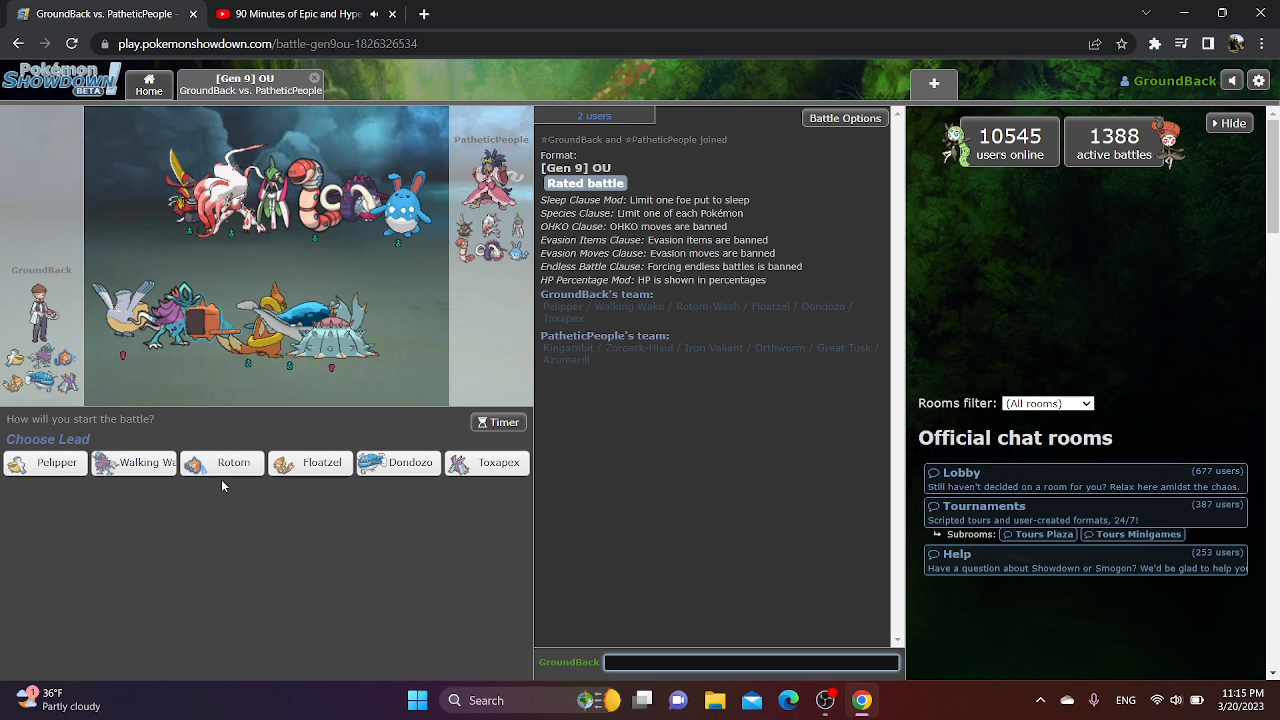 GroundBack vs. PatheticPeople -
90 Minutes of Epic and Hype
play.pokemonshowdown.com/battle-gen9ou-1826326534
Pokémon
SHOWDOWN!
BETA
Home
[Gen 9] OU
GroundBack vs. PatheticPeople
GroundBack
PatheticPeople
GroundBack
2 users
Battle Options
☆GroundBack and ☆PatheticPeople joined
Format:
[Gen 9] OU
Rated battle
Sleep Clause Mod: Limit one foe put to sleep
Species Clause: Limit one of each Pokémon
OHKO Clause: OHKO moves are banned
Evasion Items Clause: Evasion items are banned
Evasion Moves Clause: Evasion moves are banned
Endless Battle Clause: Forcing endless battles is banned
HP Percentage Mod: HP is shown in percentages
GroundBack's team:
Pelipper / Walking Wake / Rotom-Wash / Floatzel / Dondozo /
Toxapex
PatheticPeople's team:
Kingambit / Zoroark-Hisui / Iron Valiant / Orthworm / Great Tusk /
Azumarill
How will you start the battle?
Timer
Choose Lead
Pelipper
Walking Wa
Rotom
Floatzel
Dondozo
Toxapex
GroundBack
10545
users online
1388
active battles
Hide
Rooms filter:
(All rooms)
Official chat rooms
Lobby
(677 users)
Still haven't decided on a room for you? Relax here amidst the chaos.
Tournaments
(387 users)
Scripted tours and user-created formats, 24/7!
Subrooms: Tours Plaza Tours Minigames
Help
(253 users)
Have a question about Showdown or Smogon? We'd be glad to help you
1
36°F
Partly cloudy
Search
ENG
11:15 PM
3/20/2023